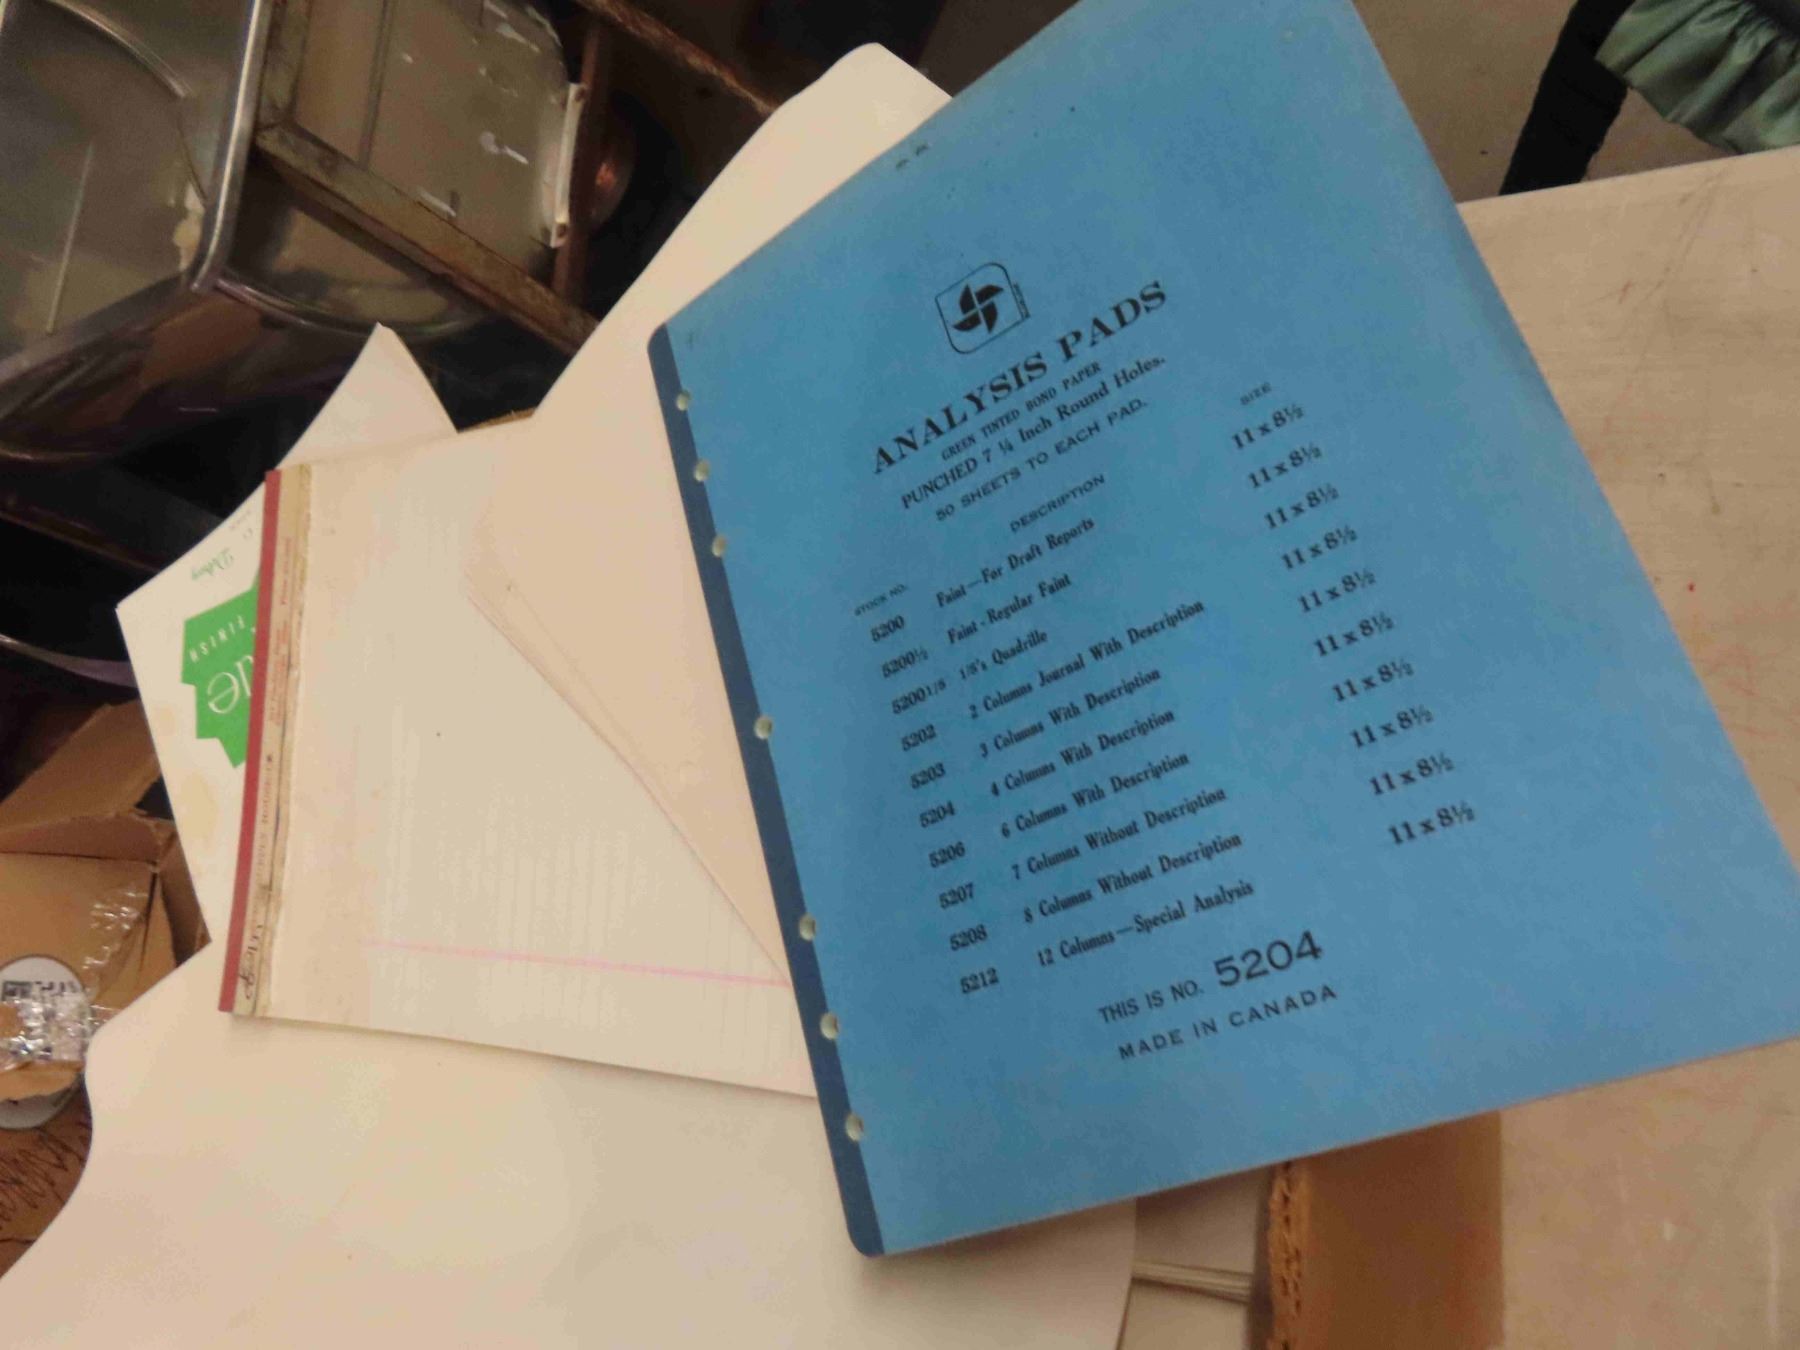 ANALYSIS PADS
GREEN TINTED BOND PAPER
PUNCHED 7 ¼ Inch Round Holes.
50 SHEETS TO EACH PAD.
STOCK NO. DESCRIPTION SIZE
5200 Faint—For Draft Reports 11 x 8½
5200½ Faint - Regular Faint 11 x 8½
5200 1/5 1/5's Quadrille 11 x 8½
5202 2 Columns Journal With Description 11 x 8½
5203 3 Columns With Description 11 x 8½
5204 4 Columns With Description 11 x 8½
5206 6 Columns With Description 11 x 8½
5207 7 Columns Without Description 11 x 8½
5208 8 Columns Without Description 11 x 8½
5212 12 Columns—Special Analysis 11 x 8½
THIS IS NO. 5204
MADE IN CANADA
FINISH